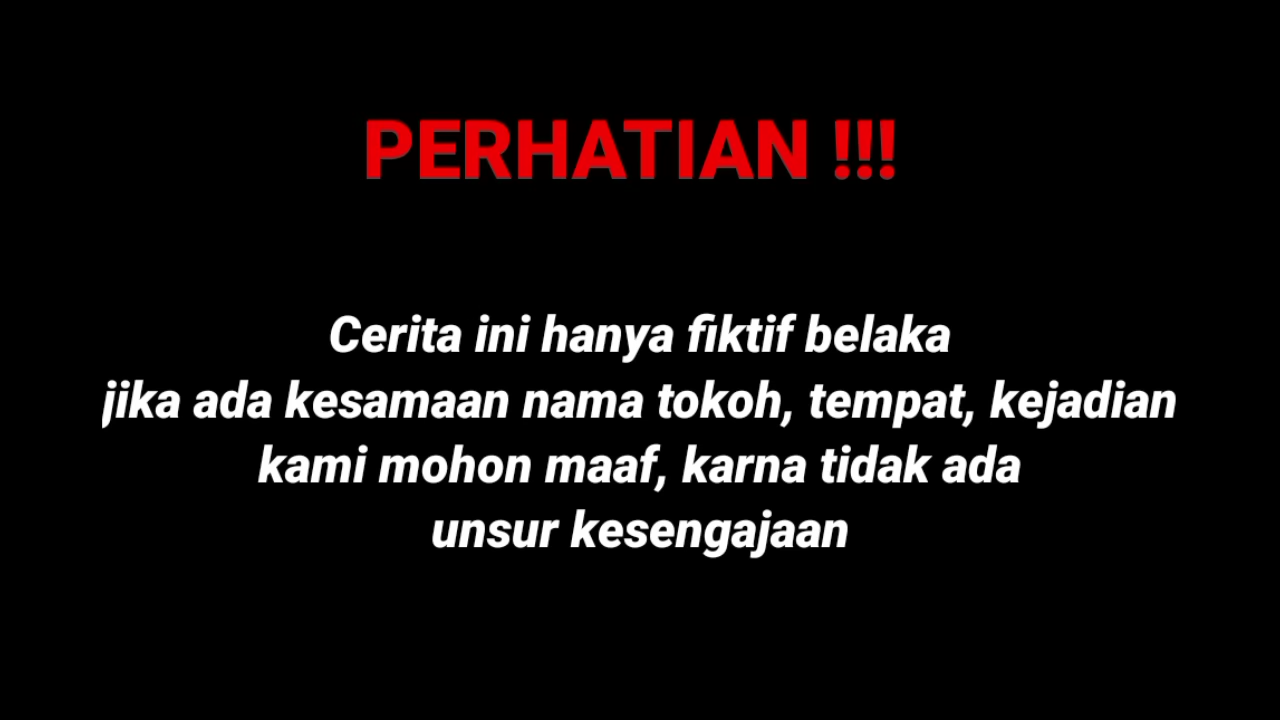 PERHATIAN !!!
Cerita ini hanya fiktif belaka
jika ada kesamaan nama tokoh, tempat, kejadian
kami mohon maaf, karna tidak ada
unsur kesengajaan